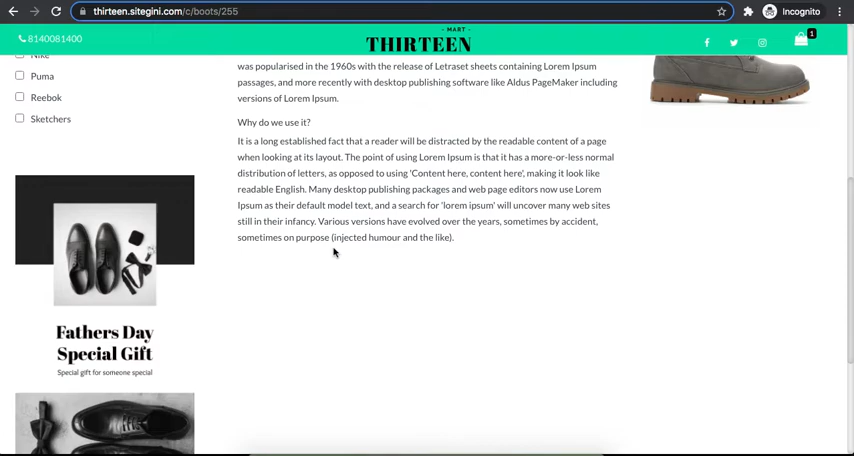 thirteen.sitegini.com/c/boots/255
Incognito
8140081400
- MART -
THIRTEEN
1
Nike
Puma
Reebok
Sketchers
was popularised in the 1960s with the release of Letraset sheets containing Lorem Ipsum
passages, and more recently with desktop publishing software like Aldus PageMaker including
versions of Lorem Ipsum.
Why do we use it?
It is a long established fact that a reader will be distracted by the readable content of a page
when looking at its layout. The point of using Lorem Ipsum is that it has a more-or-less normal
distribution of letters, as opposed to using 'Content here, content here', making it look like
readable English. Many desktop publishing packages and web page editors now use Lorem
Ipsum as their default model text, and a search for 'lorem ipsum' will uncover many web sites
still in their infancy. Various versions have evolved over the years, sometimes by accident,
sometimes on purpose (injected humour and the like).
Fathers Day
Special Gift
Special gift for someone special